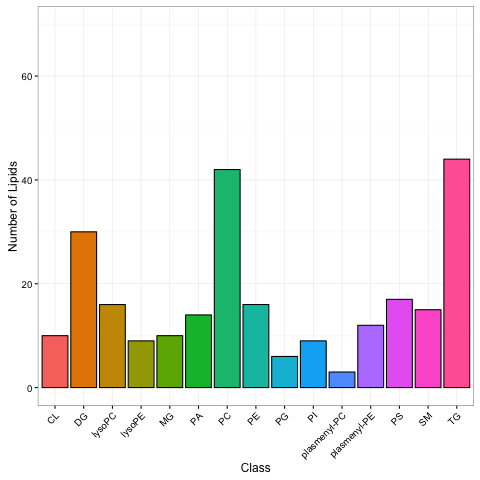 Number of Lipids
60
40
20
0
CL
DG
lysoPC
lysoPE
MG
PA
PC
PE
PG
PI
plasmenyl-PC
plasmenyl-PE
PS
SM
TG
Class